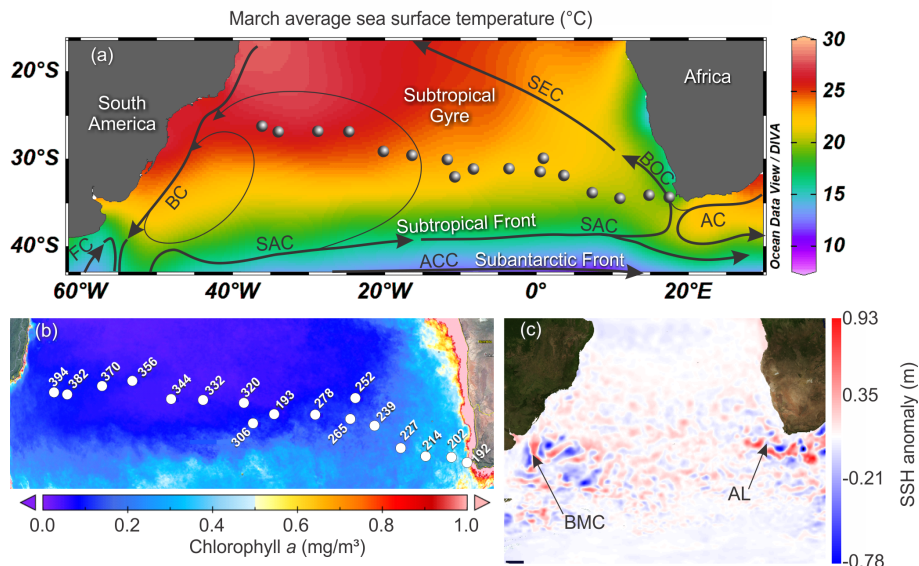 March average sea surface temperature (°C)
(a)
20°S
30°S
40°S
South
America
Africa
Subtropical
Gyre
SEC
BOC
BC
FC
SAC
Subtropical Front
SAC
AC
ACC
Subantarctic Front
60°W
40°W
20°W
0°
20°E
30
25
20
15
10
Ocean Data View / DIVA
(b)
394
382
370
356
344
332
320
306
193
278
252
265
239
227
214
202
192
0.0
0.2
0.4
0.6
0.8
1.0
Chlorophyll a (mg/m³)
(c)
BMC
AL
0.93
0.35
-0.21
-0.78
SSH anomaly (m)